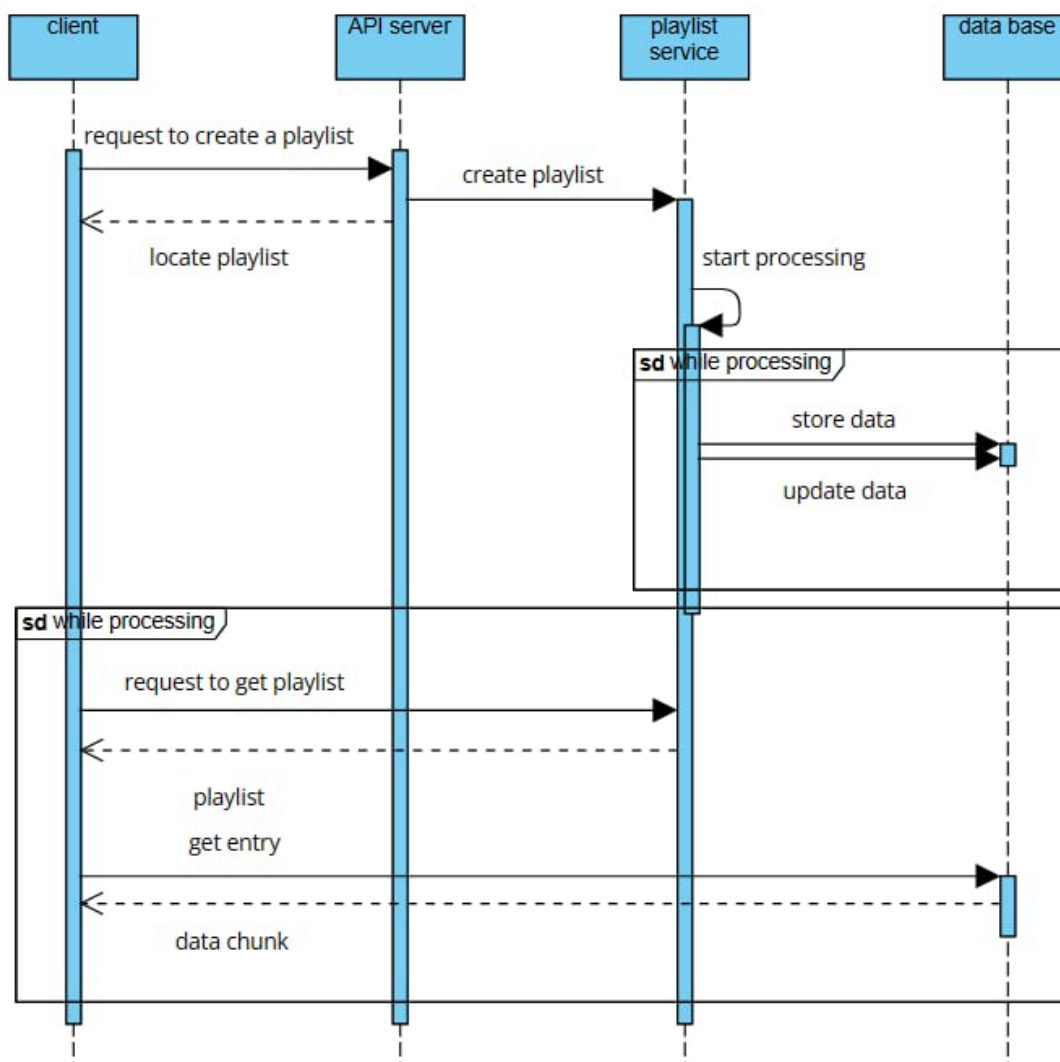 client
API server
playlist
service
data base
request to create a playlist
create playlist
locate playlist
start processing
sd while processing
store data
update data
sd while processing
request to get playlist
playlist
get entry
data chunk